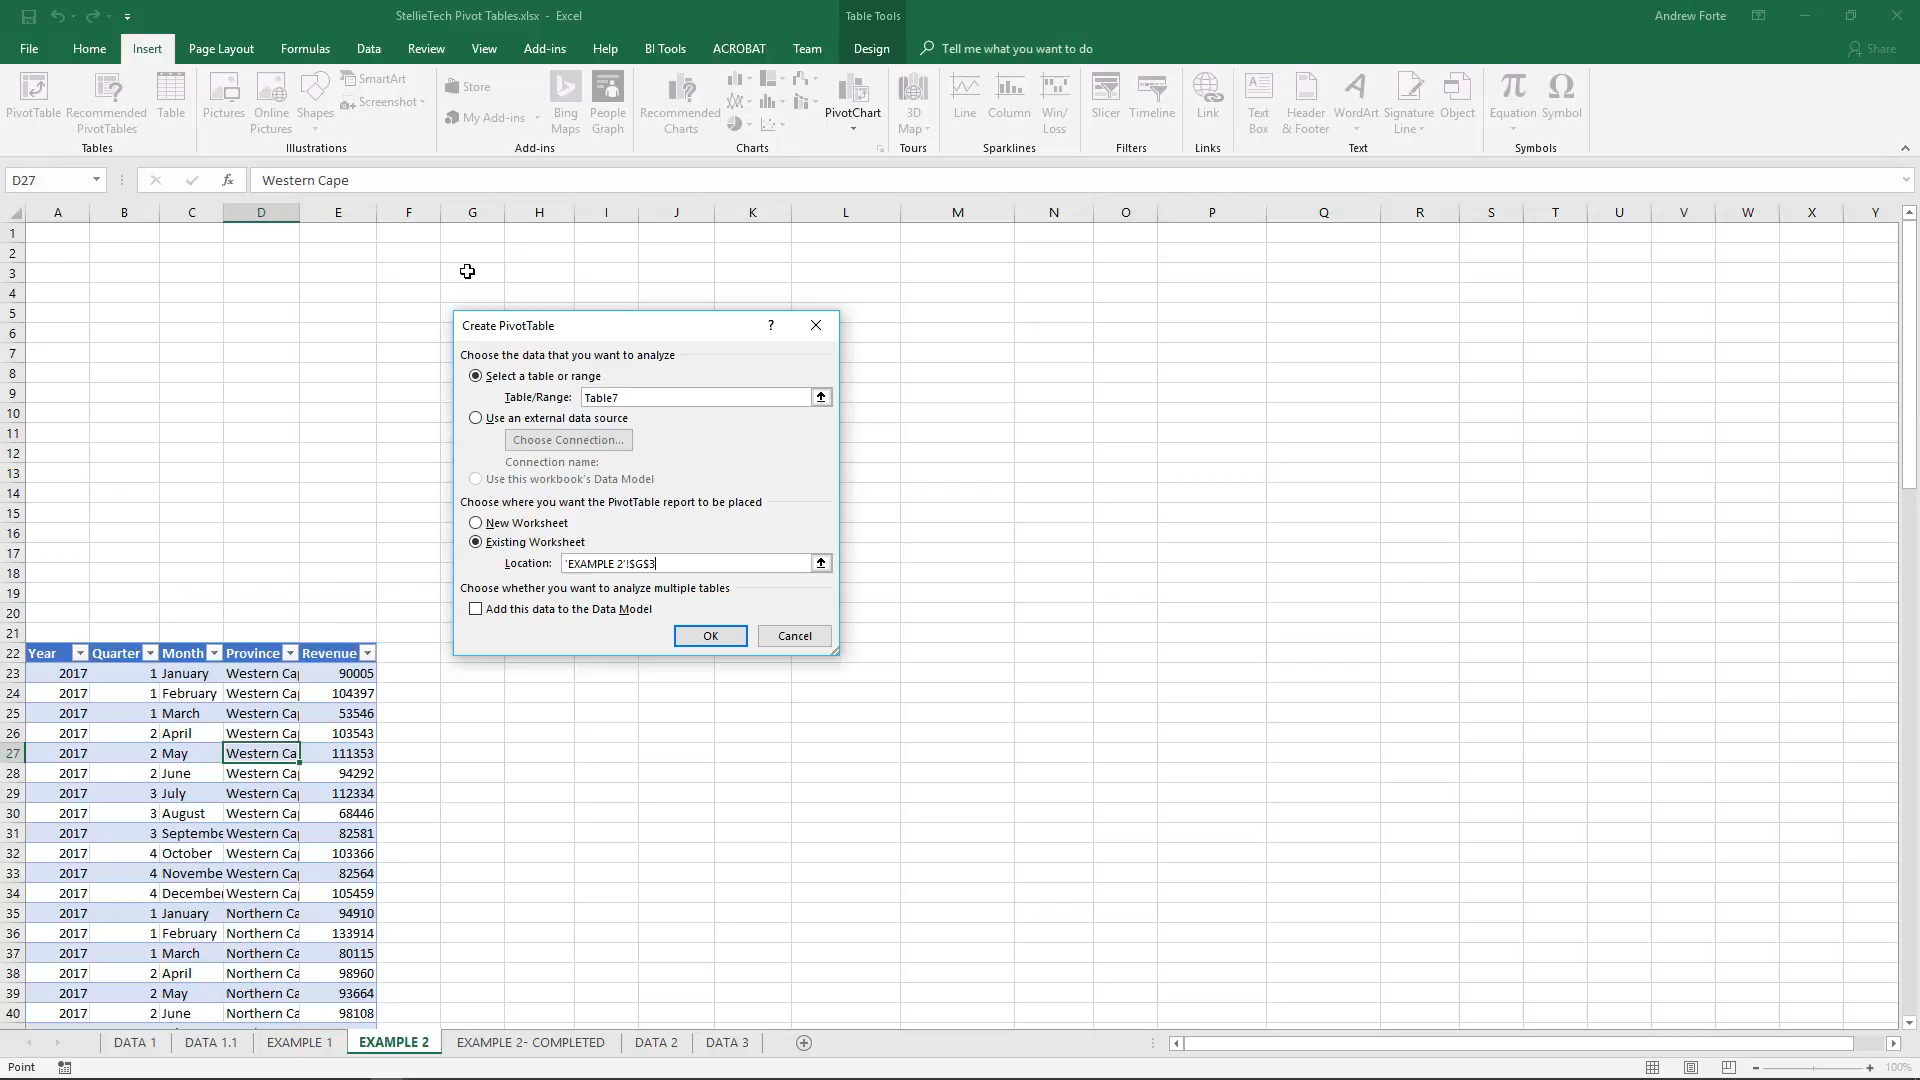 StellieTech Pivot Tables.xlsx - Excel
Table Tools
Andrew Forte
File Home Insert Page Layout Formulas Data Review View Add-ins Help BI Tools ACROBAT Team Design Tell me what you want to do Share
PivotTable Recommended PivotTables Table Pictures Online Pictures Shapes SmartArt Screenshot Store My Add-ins Bing Maps People Graph Recommended Charts PivotChart 3D Map Line Column Win/ Loss Slicer Timeline Link Text Box Header & Footer WordArt Signature Line Object Equation Symbol
Tables Illustrations Add-ins Charts Tours Sparklines Filters Links Text Symbols
D27 fx Western Cape
A B C D E F G H I J K L M N O P Q R S T U V W X Y
1
2
3
4
5
6
7
8
9
10
11
12
13
14
15
16
17
18
19
20
21
Create PivotTable ?
Choose the data that you want to analyze
Select a table or range
Table/Range: Table7
Use an external data source
Choose Connection...
Connection name:
Use this workbook's Data Model
Choose where you want the PivotTable report to be placed
New Worksheet
Existing Worksheet
Location: 'EXAMPLE 2'!$G$3
Choose whether you want to analyze multiple tables
Add this data to the Data Model
OK Cancel
22 Year Quarter Month Province Revenue
23 2017 1 January Western Ca 90005
24 2017 1 February Western Ca 104397
25 2017 1 March Western Ca 53546
26 2017 2 April Western Ca 103543
27 2017 2 May Western Ca 111353
28 2017 2 June Western Ca 94292
29 2017 3 July Western Ca 112334
30 2017 3 August Western Ca 68446
31 2017 3 Septembe Western Ca 82581
32 2017 4 October Western Ca 103366
33 2017 4 Novembe Western Ca 82564
34 2017 4 Decembe Western Ca 105459
35 2017 1 January Northern Ca 94910
36 2017 1 February Northern Ca 133914
37 2017 1 March Northern Ca 80115
38 2017 2 April Northern Ca 98960
39 2017 2 May Northern Ca 93664
40 2017 2 June Northern Ca 98108
DATA 1 DATA 1.1 EXAMPLE 1 EXAMPLE 2 EXAMPLE 2- COMPLETED DATA 2 DATA 3
Point 100%